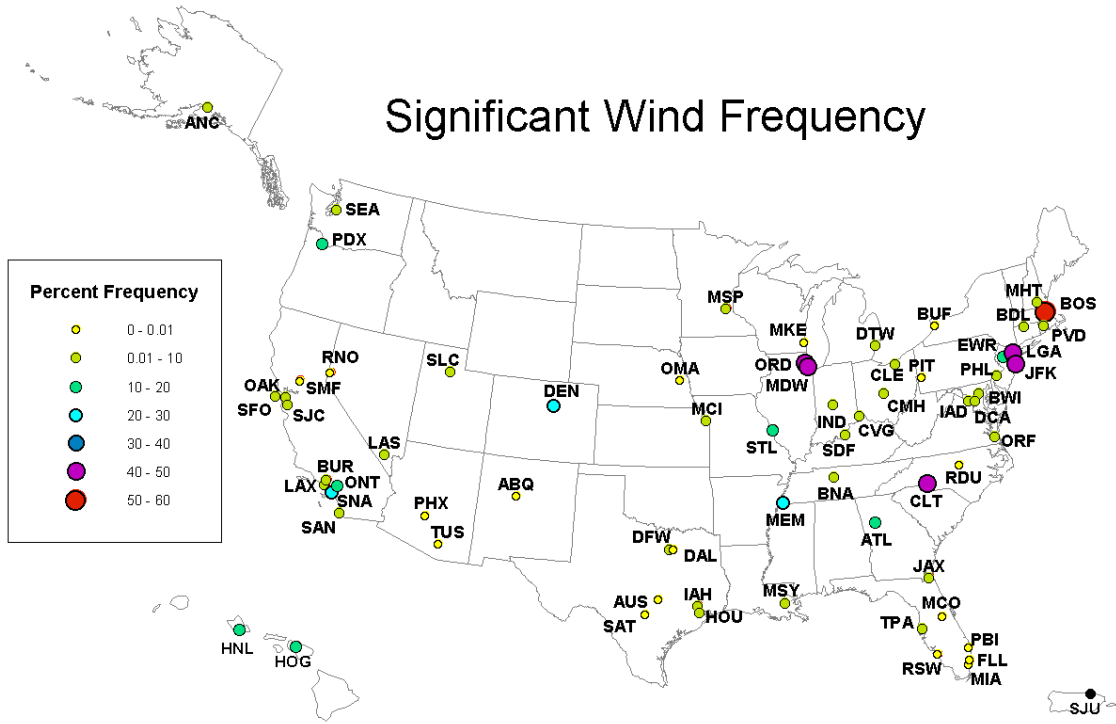 Significant Wind Frequency
ANC
SEA
PDX
Percent Frequency
0 - 0.01
0.01 - 10
10 - 20
20 - 30
30 - 40
40 - 50
50 - 60
MSP
MHT
BOS
BUF
BDL
PVD
MKE
DTW
EWR
LGA
RNO
SLC
OMA
ORD
MDW
CLE
PIT
PHL
JFK
OAK
SMF
DEN
SFO
SJC
MCI
IND
CMH
BWI
IAD
DCA
STL
SDF
CVG
ORF
LAS
BUR
LAX
ONT
SNA
ABQ
BNA
RDU
CLT
SAN
PHX
TUS
MEM
ATL
DFW
DAL
JAX
AUS
IAH
MSY
MCO
SAT
HOU
TPA
HNL
HOG
PBI
RSW
FLL
MIA
SJU